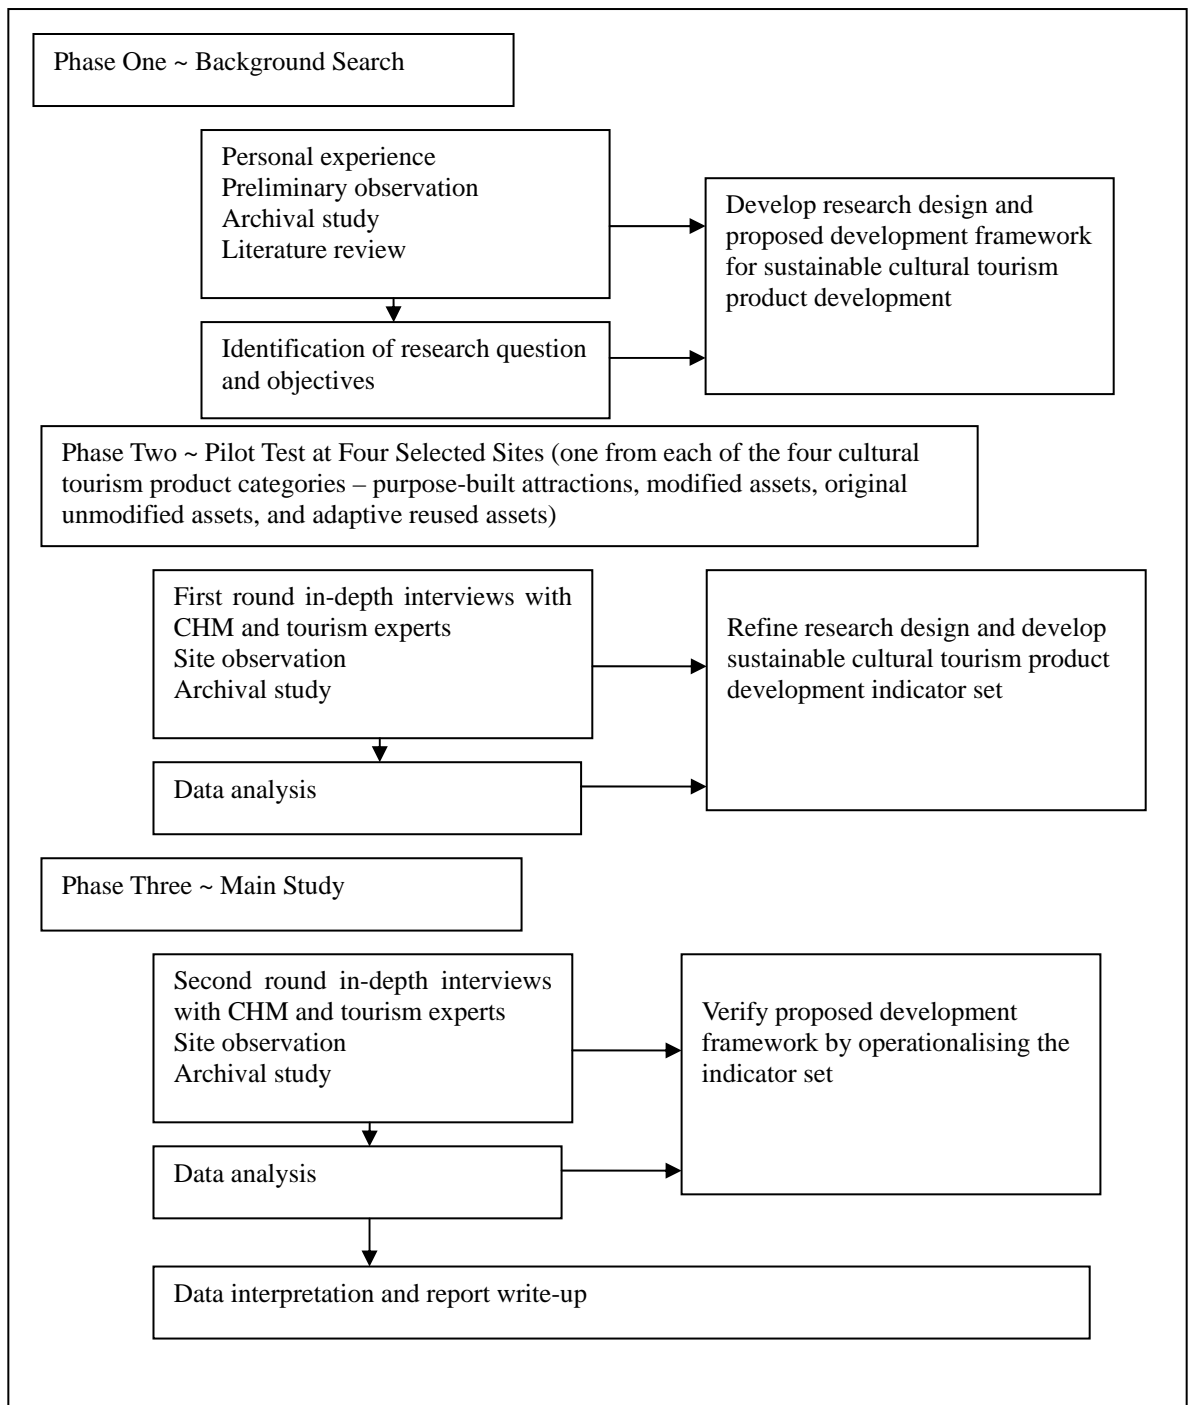 Phase One ~ Background Search
Personal experience
Preliminary observation
Archival study
Literature review
Develop research design and
proposed development framework
for sustainable cultural tourism
product development
Identification of research question
and objectives
Phase Two ~ Pilot Test at Four Selected Sites (one from each of the four cultural
tourism product categories – purpose-built attractions, modified assets, original
unmodified assets, and adaptive reused assets)
First round in-depth interviews with
CHM and tourism experts
Site observation
Archival study
Refine research design and develop
sustainable cultural tourism product
development indicator set
Data analysis
Phase Three ~ Main Study
Second round in-depth interviews
with CHM and tourism experts
Site observation
Archival study
Verify proposed development
framework by operationalising the
indicator set
Data analysis
Data interpretation and report write-up